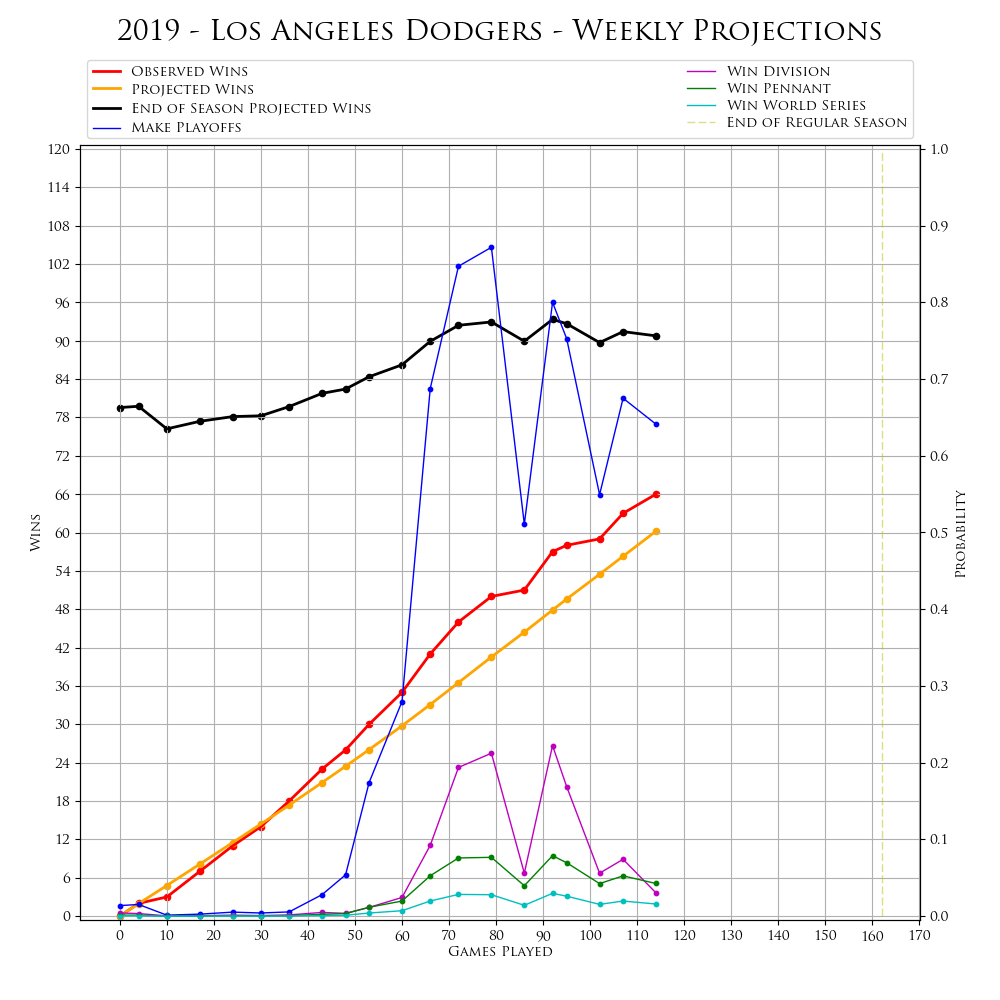 2019 - Los Angeles Dodgers - Weekly Projections
Observed Wins
Projected Wins
End of Season Projected Wins
Make Playoffs
Win Division
Win Pennant
Win World Series
End of Regular Season
120
114
108
102
96
90
84
78
72
66
60
54
48
42
36
30
24
18
12
6
0
Wins
1.0
0.9
0.8
0.7
0.6
0.5
0.4
0.3
0.2
0.1
0.0
Probability
0 10 20 30 40 50 60 70 80 90 100 110 120 130 140 150 160 170
Games Played